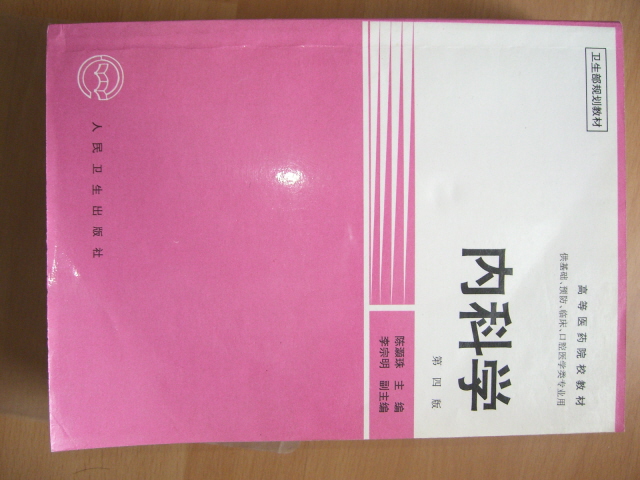 卫生部规划教材
高等医药院校教材
供基础、预防、临床、口腔医学类专业用
内科学
第四版
陈灏珠 主编
李宗明 副主编
人民卫生出版社